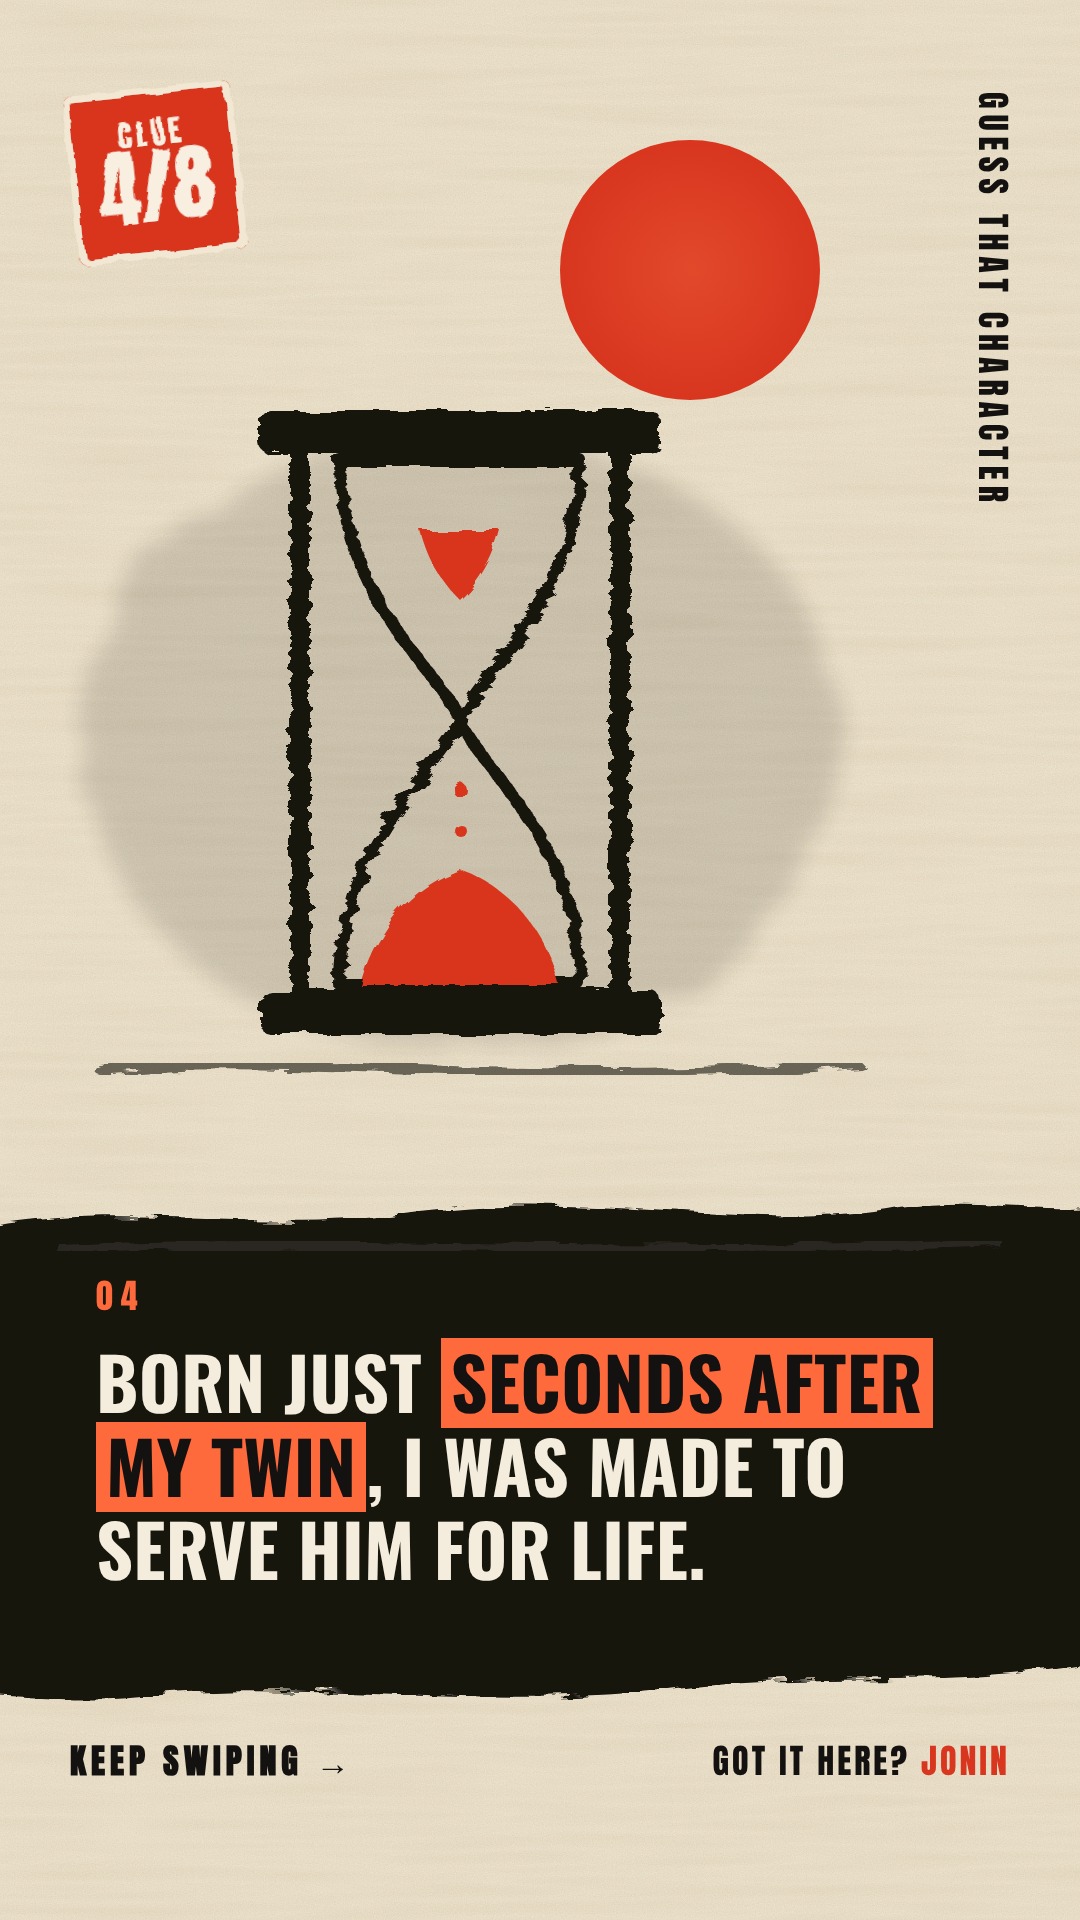 CLUE
4/8
GUESS THAT CHARACTER
04
BORN JUST SECONDS AFTER
MY TWIN, I WAS MADE TO
SERVE HIM FOR LIFE.
KEEP SWIPING →
GOT IT HERE? JONIN